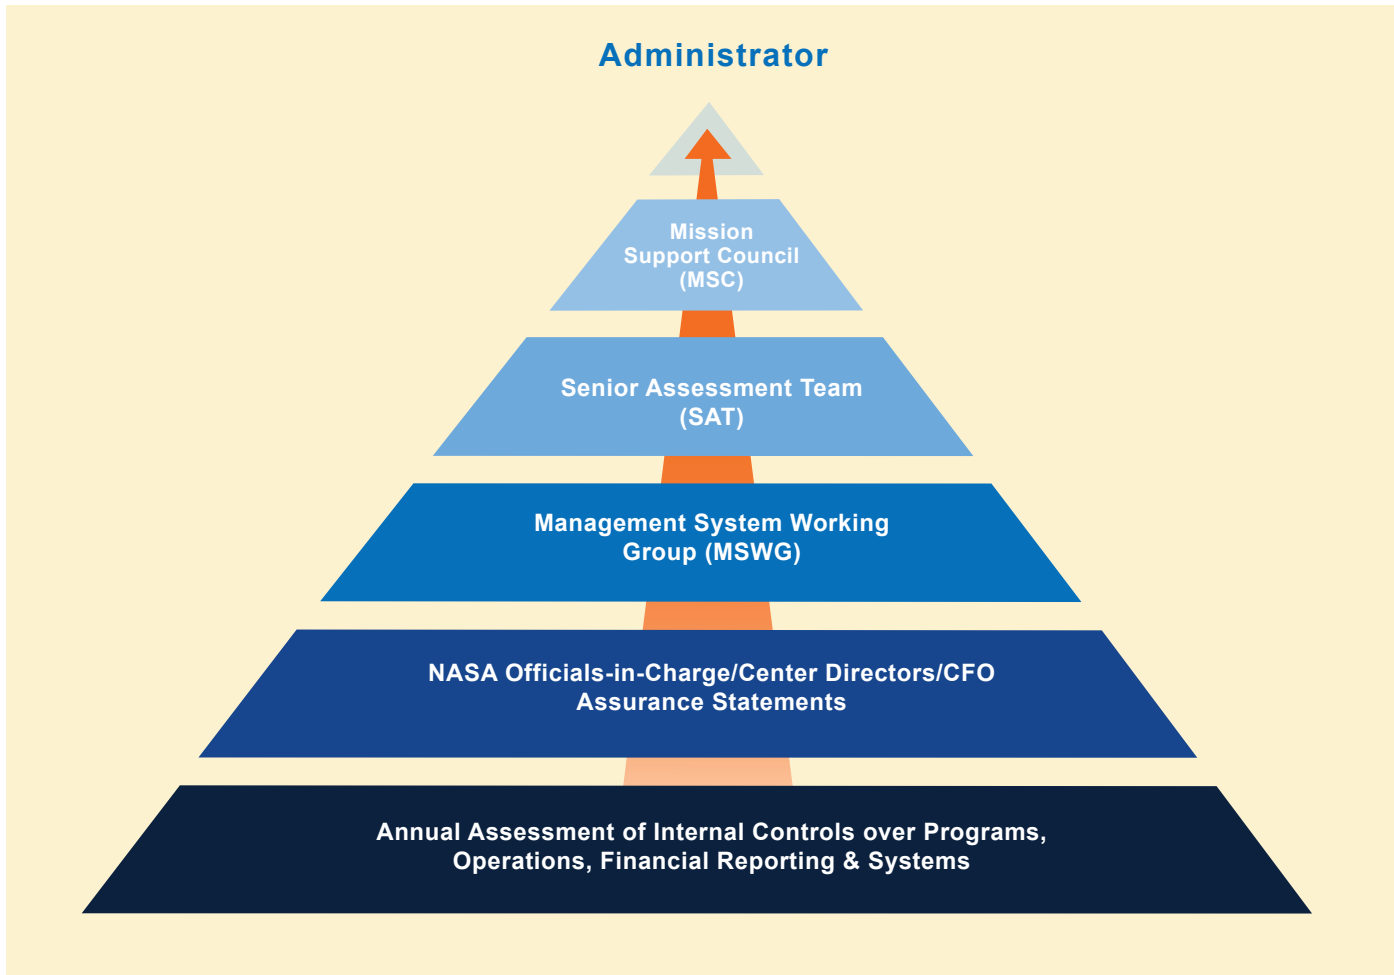 Administrator
Mission
Support Council
(MSC)
Senior Assessment Team
(SAT)
Management System Working
Group (MSWG)
NASA Officials-in-Charge/Center Directors/CFO
Assurance Statements
Annual Assessment of Internal Controls over Programs,
Operations, Financial Reporting & Systems